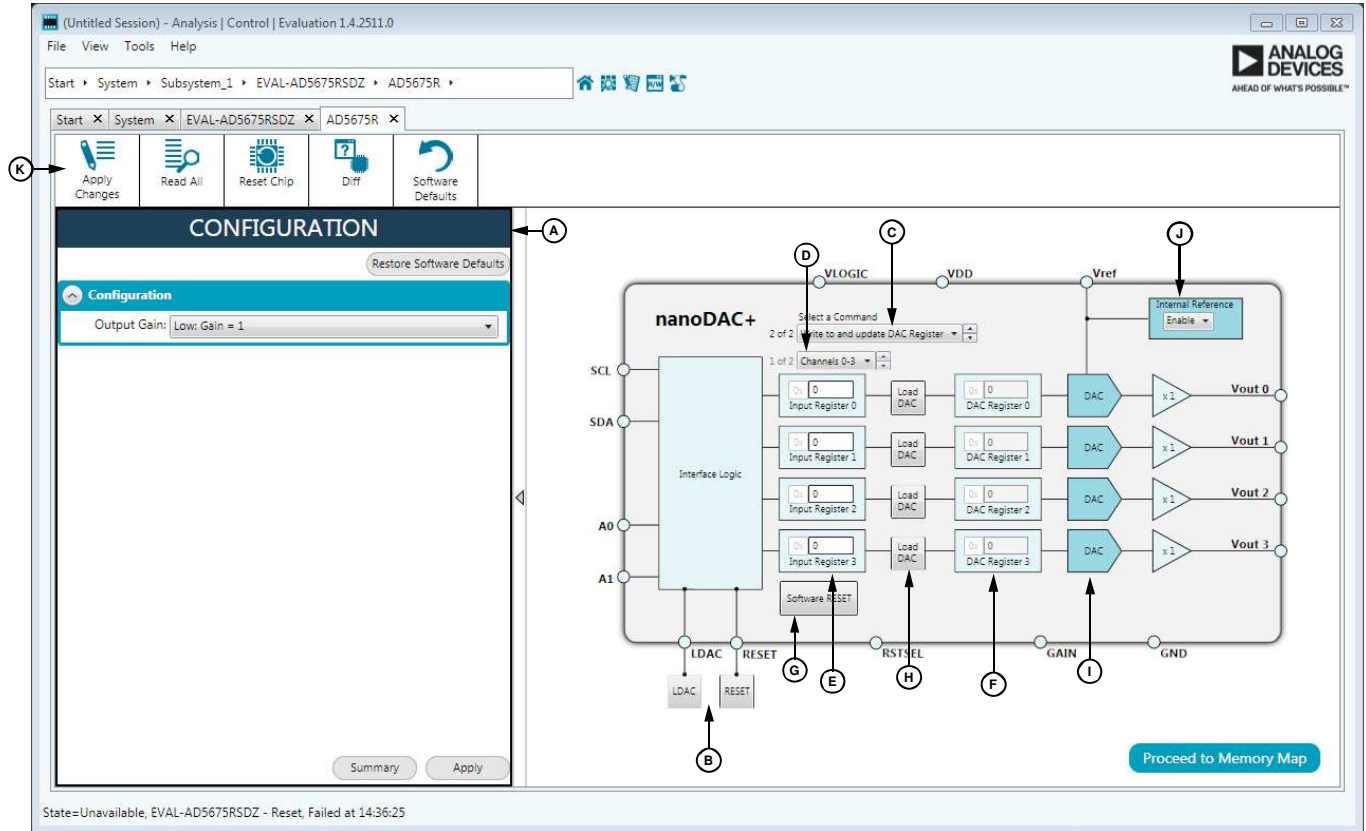 (Untitled Session) - Analysis | Control | Evaluation 1.4.2511.0
File View Tools Help
ANALOG
DEVICES
AHEAD OF WHAT'S POSSIBLE™
Start System Subsystem_1 EVAL-AD5675RSDZ AD5675R
Start System EVAL-AD5675RSDZ AD5675R
K
Apply
Changes
Read All
Reset Chip
Diff
Software
Defaults
CONFIGURATION
A
Restore Software Defaults
Configuration
Output Gain: Low: Gain = 1
C
D
J
VLOGIC
VDD
Vref
nanoDAC+
Select a Command
2 of 2 Write to and update DAC Register
1 of 2 Channels 0-3
Internal Reference
Enable
SCL
SDA
A0
A1
Interface Logic
0x 0
Input Register 0
Load
DAC
0x 0
DAC Register 0
DAC
x1
Vout 0
0x 0
Input Register 1
Load
DAC
0x 0
DAC Register 1
DAC
x1
Vout 1
0x 0
Input Register 2
Load
DAC
0x 0
DAC Register 2
DAC
x1
Vout 2
0x 0
Input Register 3
Load
DAC
0x 0
DAC Register 3
DAC
x1
Vout 3
Software RESET
LDAC
RESET
RSTSEL
GAIN
GND
G
E
H
F
I
LDAC
RESET
B
Summary
Apply
Proceed to Memory Map
State=Unavailable, EVAL-AD5675RSDZ - Reset, Failed at 14:36:25